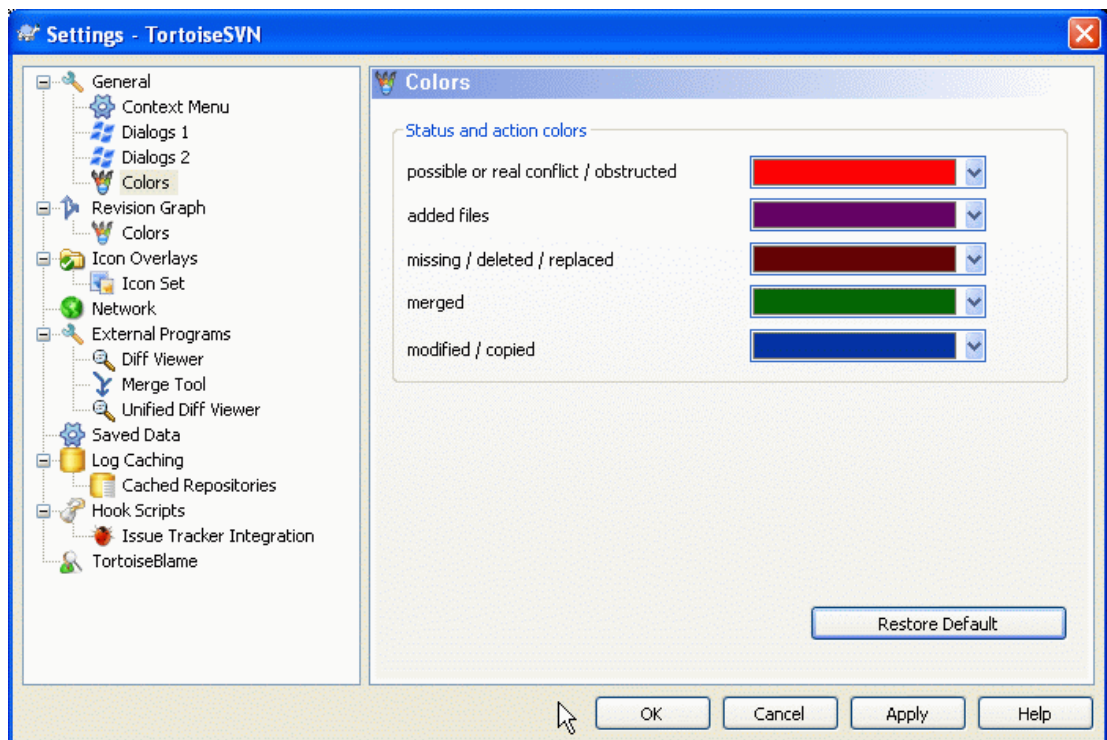 Settings - TortoiseSVN
General
Context Menu
Dialogs 1
Dialogs 2
Colors
Revision Graph
Colors
Icon Overlays
Icon Set
Network
External Programs
Diff Viewer
Merge Tool
Unified Diff Viewer
Saved Data
Log Caching
Cached Repositories
Hook Scripts
Issue Tracker Integration
TortoiseBlame
Colors
Status and action colors
possible or real conflict / obstructed
added files
missing / deleted / replaced
merged
modified / copied
Restore Default
OK
Cancel
Apply
Help